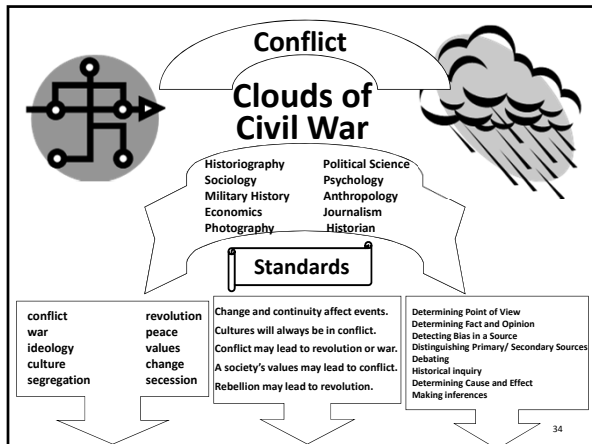 Conflict
Clouds of
Civil War
Historiography Political Science
Sociology Psychology
Military History Anthropology
Economics Journalism
Photography Historian
Standards
conflict revolution
war peace
ideology values
culture change
segregation secession
Change and continuity affect events.
Cultures will always be in conflict.
Conflict may lead to revolution or war.
A society's values may lead to conflict.
Rebellion may lead to revolution.
Determining Point of View
Determining Fact and Opinion
Detecting Bias in a Source
Distinguishing Primary/ Secondary Sources
Debating
Historical inquiry
Determining Cause and Effect
Making inferences
34